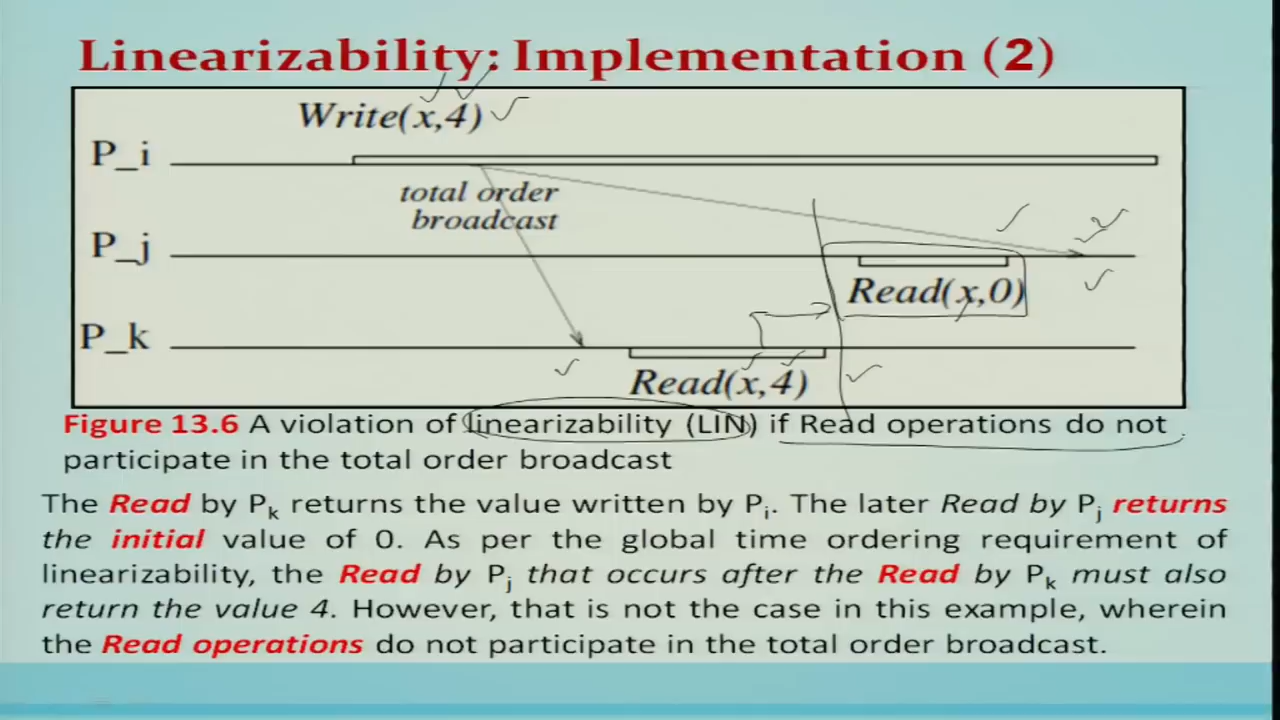 Linearizability: Implementation (2)
Write(x,4)
P_i
total order
broadcast
P_j
Read(x,0)
P_k
Read(x,4)
Figure 13.6 A violation of linearizability (LIN) if Read operations do not
participate in the total order broadcast
The Read by Pk returns the value written by Pi. The later Read by Pj returns
the initial value of 0. As per the global time ordering requirement of
linearizability, the Read by Pj that occurs after the Read by Pk must also
return the value 4. However, that is not the case in this example, wherein
the Read operations do not participate in the total order broadcast.